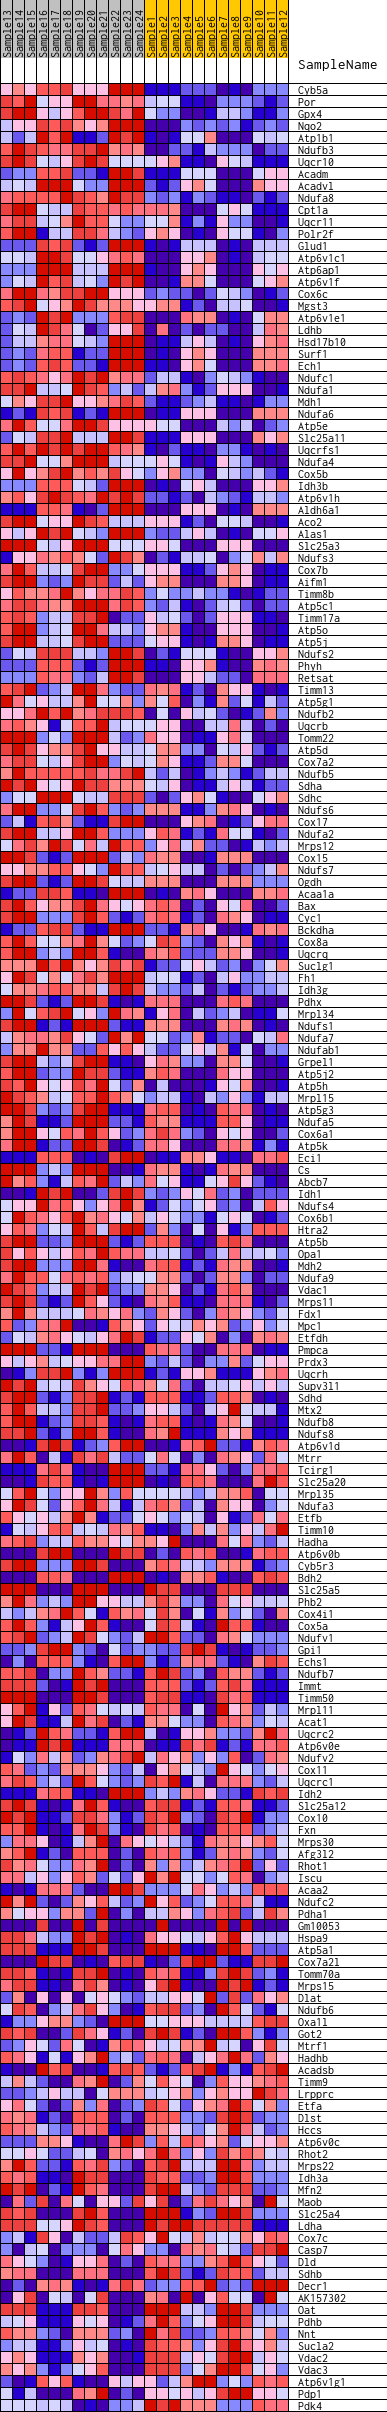 Sample13
Sample14
Sample15
Sample16
Sample17
Sample18
Sample19
Sample20
Sample21
Sample22
Sample23
Sample24
Sample1
Sample2
Sample3
Sample4
Sample5
Sample6
Sample7
Sample8
Sample9
Sample10
Sample11
Sample12
SampleName
Cyb5a
Por
Gpx4
Nqo2
Atp1b1
Ndufb3
Uqcr10
Acadm
Acadvl
Ndufa8
Cpt1a
Uqcr11
Polr2f
Glud1
Atp6v1c1
Atp6ap1
Atp6v1f
Cox6c
Mgst3
Atp6v1e1
Ldhb
Hsd17b10
Surf1
Ech1
Ndufc1
Ndufa1
Mdh1
Ndufa6
Atp5e
Slc25a11
Uqcrfs1
Ndufa4
Cox5b
Idh3b
Atp6v1h
Aldh6a1
Aco2
Alas1
Slc25a3
Ndufs3
Cox7b
Aifm1
Timm8b
Atp5c1
Timm17a
Atp5o
Atp5j
Ndufs2
Phyh
Retsat
Timm13
Atp5g1
Ndufb2
Uqcrb
Tomm22
Atp5d
Cox7a2
Ndufb5
Sdha
Sdhc
Ndufs6
Cox17
Ndufa2
Mrps12
Cox15
Ndufs7
Ogdh
Acaa1a
Bax
Cyc1
Bckdha
Cox8a
Uqcrq
Suclg1
Fh1
Idh3g
Pdhx
Mrpl34
Ndufs1
Ndufa7
Ndufab1
Grpel1
Atp5j2
Atp5h
Mrpl15
Atp5g3
Ndufa5
Cox6a1
Atp5k
Eci1
Cs
Abcb7
Idh1
Ndufs4
Cox6b1
Htra2
Atp5b
Opa1
Mdh2
Ndufa9
Vdac1
Mrps11
Fdx1
Mpc1
Etfdh
Pmpca
Prdx3
Uqcrh
Supv3l1
Sdhd
Mtx2
Ndufb8
Ndufs8
Atp6v1d
Mtrr
Tcirg1
Slc25a20
Mrpl35
Ndufa3
Etfb
Timm10
Hadha
Atp6v0b
Cyb5r3
Bdh2
Slc25a5
Phb2
Cox4i1
Cox5a
Ndufv1
Gpi1
Echs1
Ndufb7
Immt
Timm50
Mrpl11
Acat1
Uqcrc2
Atp6v0e
Ndufv2
Cox11
Uqcrc1
Idh2
Slc25a12
Cox10
Fxn
Mrps30
Afg3l2
Rhot1
Iscu
Acaa2
Ndufc2
Pdha1
Gm10053
Hspa9
Atp5a1
Cox7a2l
Tomm70a
Mrps15
Dlat
Ndufb6
Oxa1l
Got2
Mtrf1
Hadhb
Acadsb
Timm9
Lrpprc
Etfa
Dlst
Hccs
Atp6v0c
Rhot2
Mrps22
Idh3a
Mfn2
Maob
Slc25a4
Ldha
Cox7c
Casp7
Dld
Sdhb
Decr1
AK157302
Oat
Pdhb
Nnt
Sucla2
Vdac2
Vdac3
Atp6v1g1
Pdp1
Pdk4